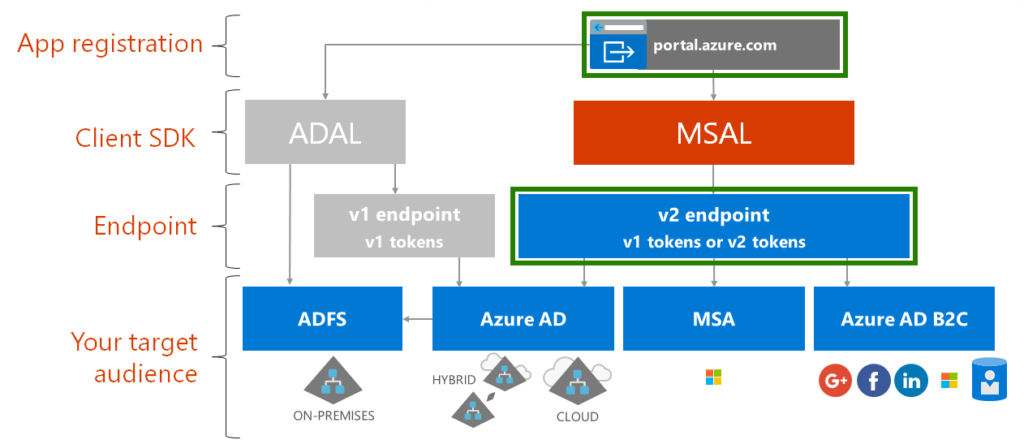 App registration
portal.azure.com
Client SDK
ADAL
MSAL
Endpoint
v1 endpoint
v1 tokens
v2 endpoint
v1 tokens or v2 tokens
Your target
audience
ADFS
Azure AD
MSA
Azure AD B2C
ON-PREMISES
HYBRID
CLOUD
G+
f
in